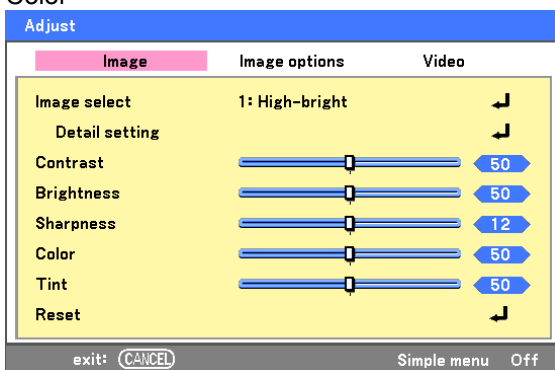 Color
Adjust
Image Image options Video
Image select 1: High-bright
Detail setting
Contrast 50
Brightness 50
Sharpness 12
Color 50
Tint 50
Reset
exit: CANCEL Simple menu Off